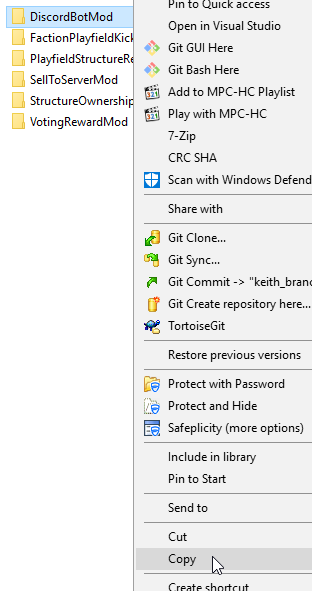 DiscordBotMod
FactionPlayfieldKick
PlayfieldStructureRe
SellToServerMod
StructureOwnership
VotingRewardMod
Pin to Quick access
Open in Visual Studio
Git GUI Here
Git Bash Here
Add to MPC-HC Playlist
Play with MPC-HC
7-Zip
CRC SHA
Scan with Windows Defend
Share with
Git Clone...
Git Sync...
Git Commit -> "keith_branc
Git Create repository here...
TortoiseGit
Restore previous versions
Protect with Password
Protect and Hide
Safeplicity (more options)
Include in library
Pin to Start
Send to
Cut
Copy
Create shortcut